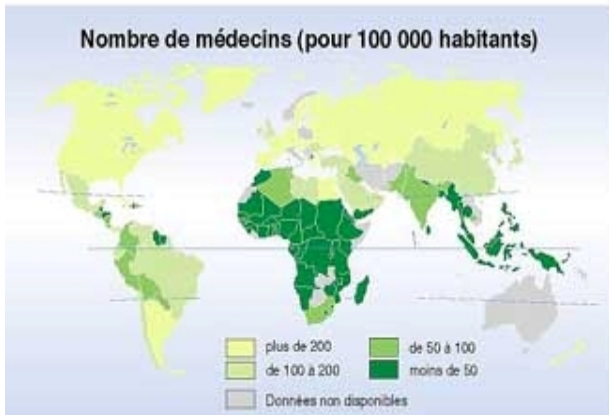 Nombre de médecins (pour 100 000 habitants)
plus de 200
de 100 à 200
de 50 à 100
moins de 50
Données non disponibles